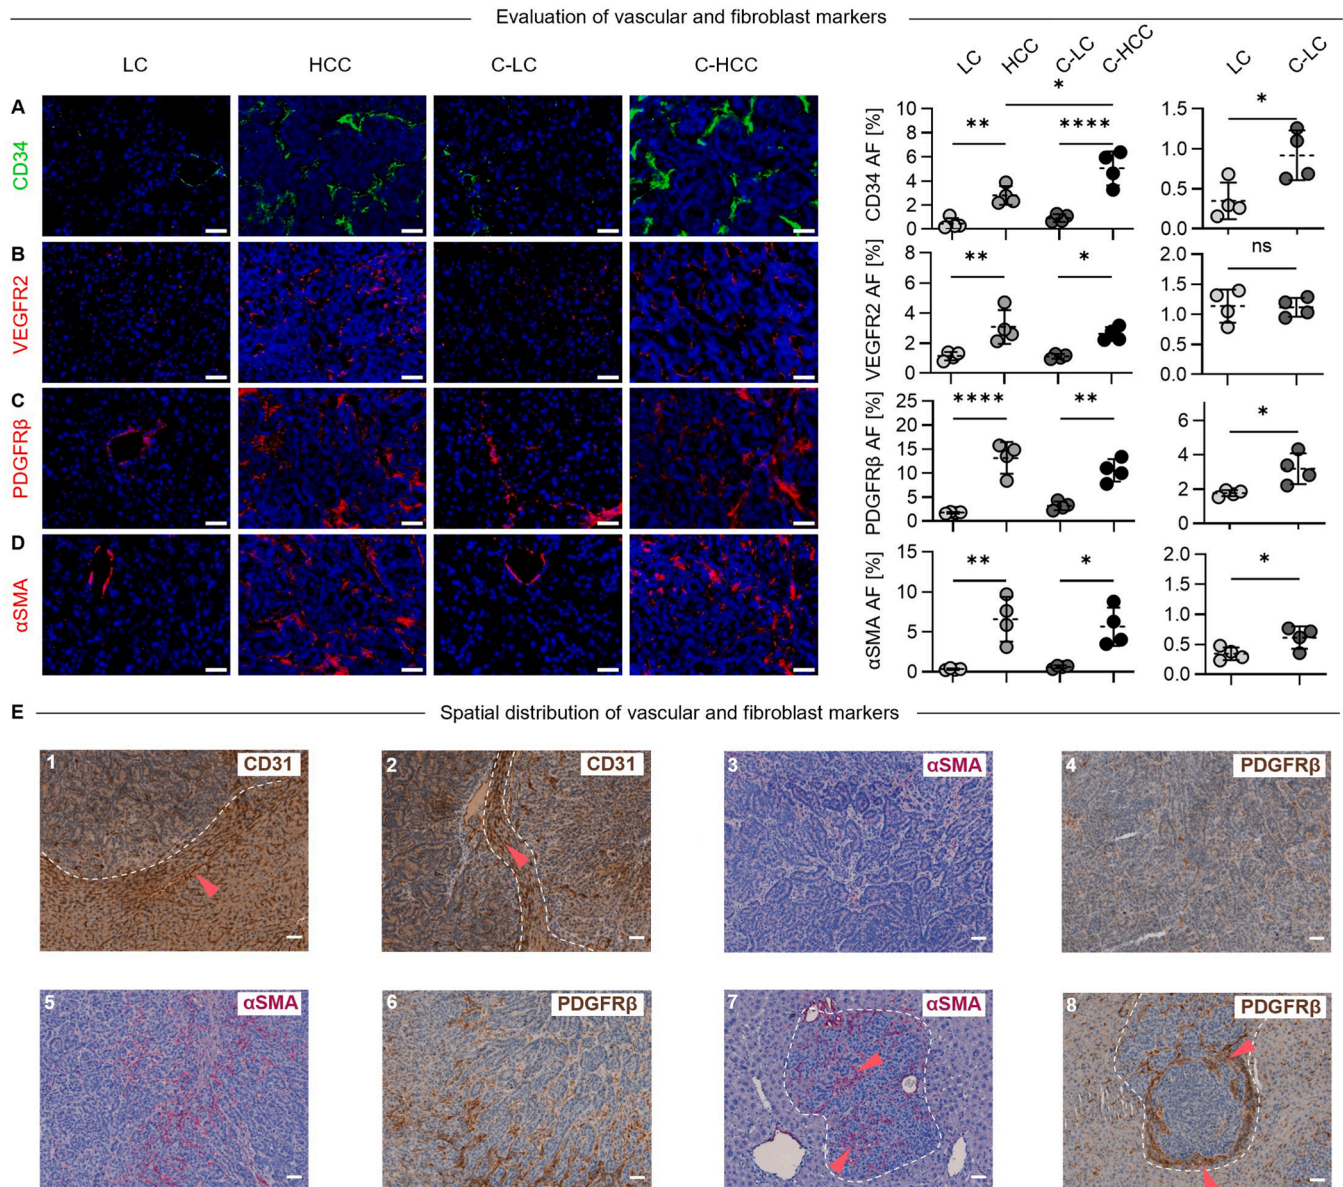 Evaluation of vascular and fibroblast markers
LC HCC C-LC C-HCC
LC HCC C-LC C-HCC
LC C-LC
A CD34
CD34 AF [%]
10 8 6 4 2 0
** **** *
1.5 1.0 0.5 0.0
*
B VEGFR2
VEGFR2 AF [%]
8 6 4 2 0
** *
2.0 1.5 1.0 0.5 0.0
ns
C PDGFRβ
PDGFRβ AF [%]
25 20 15 10 5 0
**** **
6 4 2 0
*
D αSMA
αSMA AF [%]
15 10 5 0
** *
2.0 1.5 1.0 0.5 0.0
*
E Spatial distribution of vascular and fibroblast markers
1 CD31
2 CD31
3 αSMA
4 PDGFRβ
5 αSMA
6 PDGFRβ
7 αSMA
8 PDGFRβ